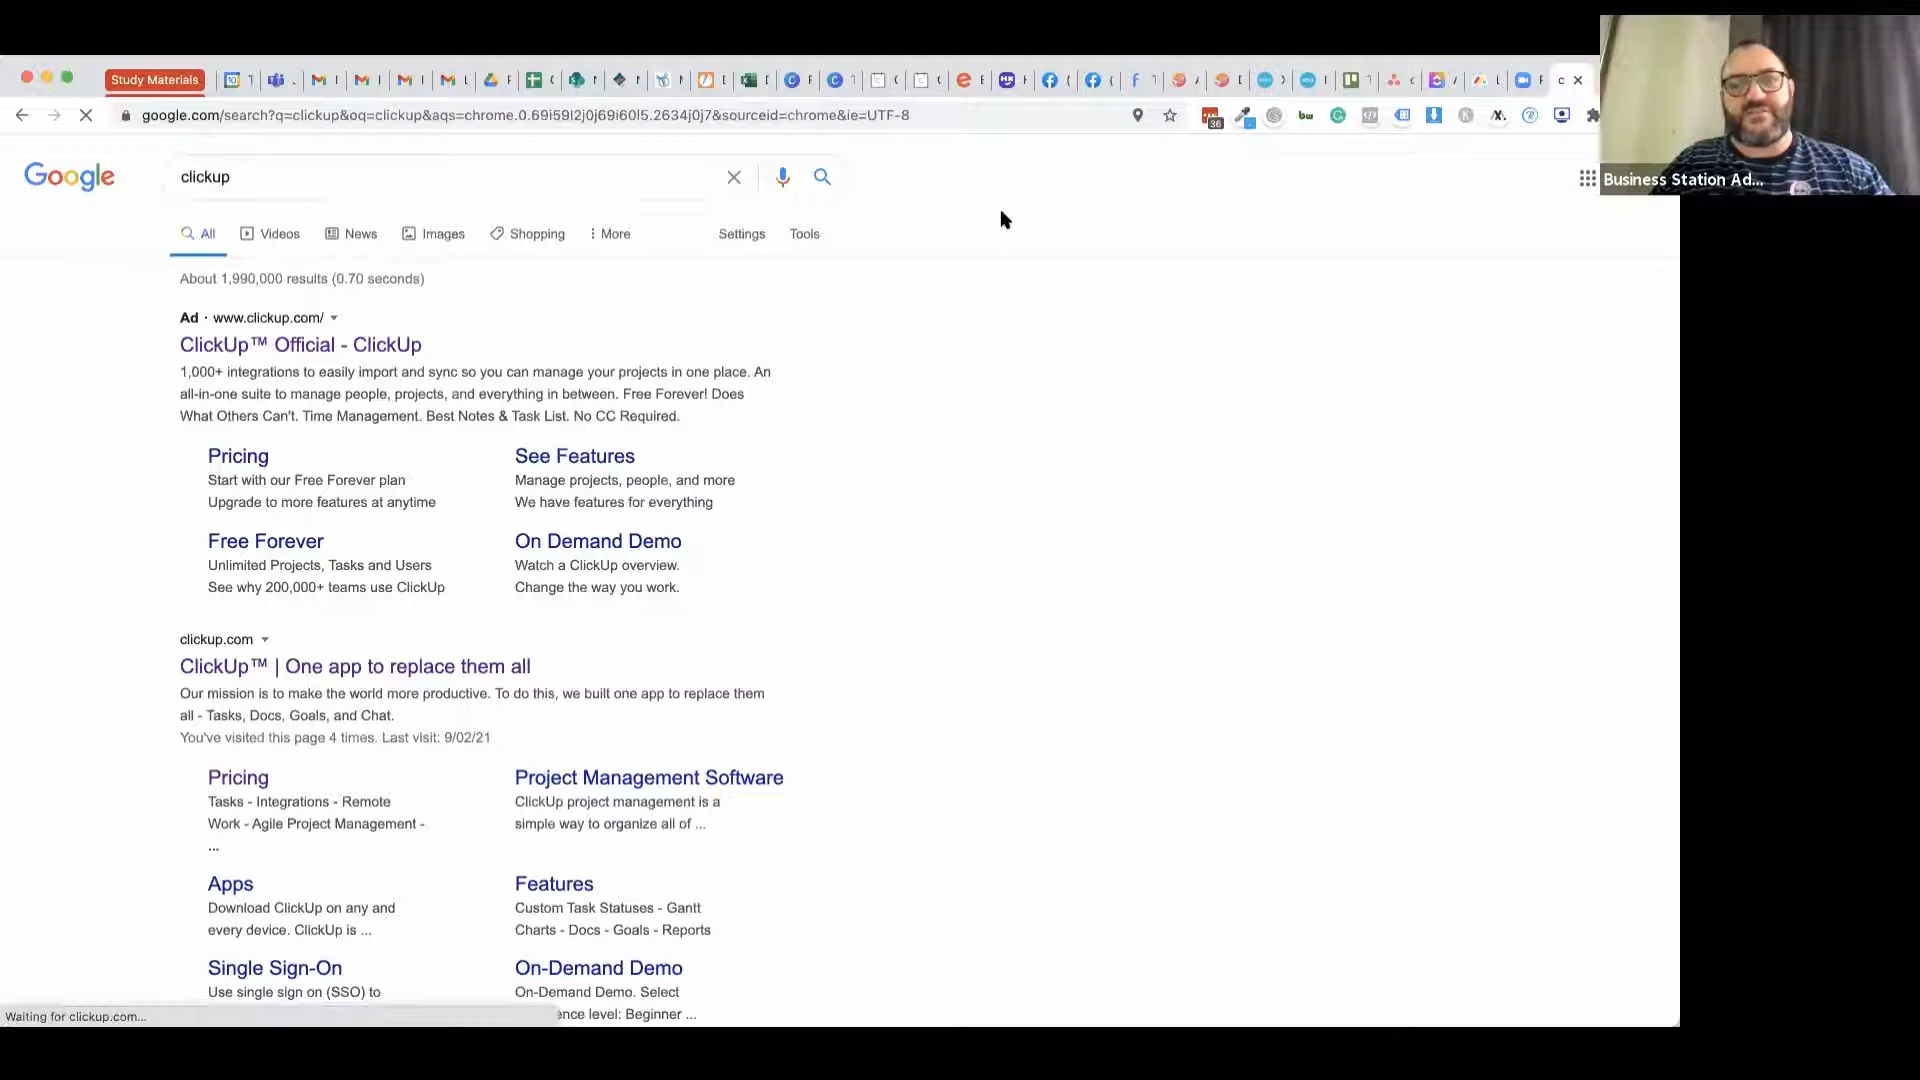 Study Materials
google.com/search?q=clickup&oq=clickup&aqs=chrome.0.69i59l2j0j69i60l5.2634j0j7&sourceid=chrome&ie=UTF-8
36
Business Station Ad...
Google
clickup
All
Videos
News
Images
Shopping
More
Settings
Tools
About 1,990,000 results (0.70 seconds)
Ad · www.clickup.com/
ClickUp™ Official - ClickUp
1,000+ integrations to easily import and sync so you can manage your projects in one place. An
all-in-one suite to manage people, projects, and everything in between. Free Forever! Does
What Others Can't. Time Management. Best Notes & Task List. No CC Required.
Pricing
Start with our Free Forever plan
Upgrade to more features at anytime
See Features
Manage projects, people, and more
We have features for everything
Free Forever
Unlimited Projects, Tasks and Users
See why 200,000+ teams use ClickUp
On Demand Demo
Watch a ClickUp overview.
Change the way you work.
clickup.com
ClickUp™ | One app to replace them all
Our mission is to make the world more productive. To do this, we built one app to replace them
all - Tasks, Docs, Goals, and Chat.
You've visited this page 4 times. Last visit: 9/02/21
Pricing
Tasks - Integrations - Remote
Work - Agile Project Management -
...
Project Management Software
ClickUp project management is a
simple way to organize all of ...
Apps
Download ClickUp on any and
every device. ClickUp is ...
Features
Custom Task Statuses - Gantt
Charts - Docs - Goals - Reports
Single Sign-On
Use single sign on (SSO) to
On-Demand Demo
On-Demand Demo. Select
ence level: Beginner ...
Waiting for clickup.com...